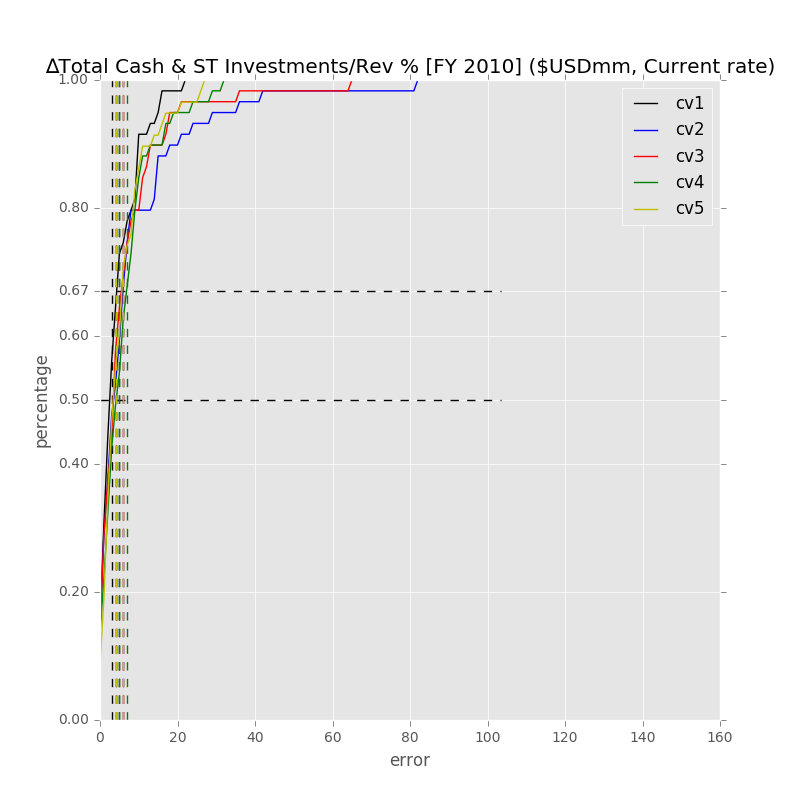 ΔTotal Cash & ST Investments/Rev % [FY 2010] ($USDmm, Current rate)
1.00
cv1
cv2
cv3
cv4
cv5
0.80
0.67
0.60
percentage
0.50
0.40
0.20
0.00
0 20 40 60 80 100 120 140 160
error